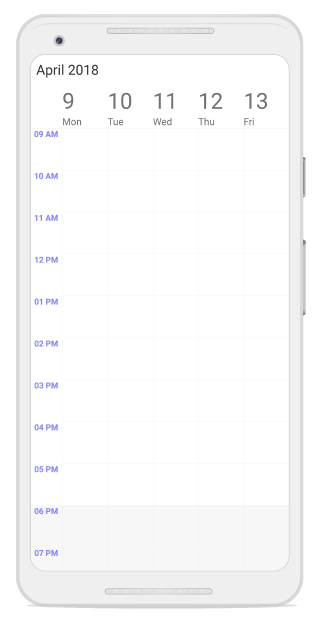 April 2018
9 10 11 12 13
Mon Tue Wed Thu Fri
09 AM
10 AM
11 AM
12 PM
01 PM
02 PM
03 PM
04 PM
05 PM
06 PM
07 PM